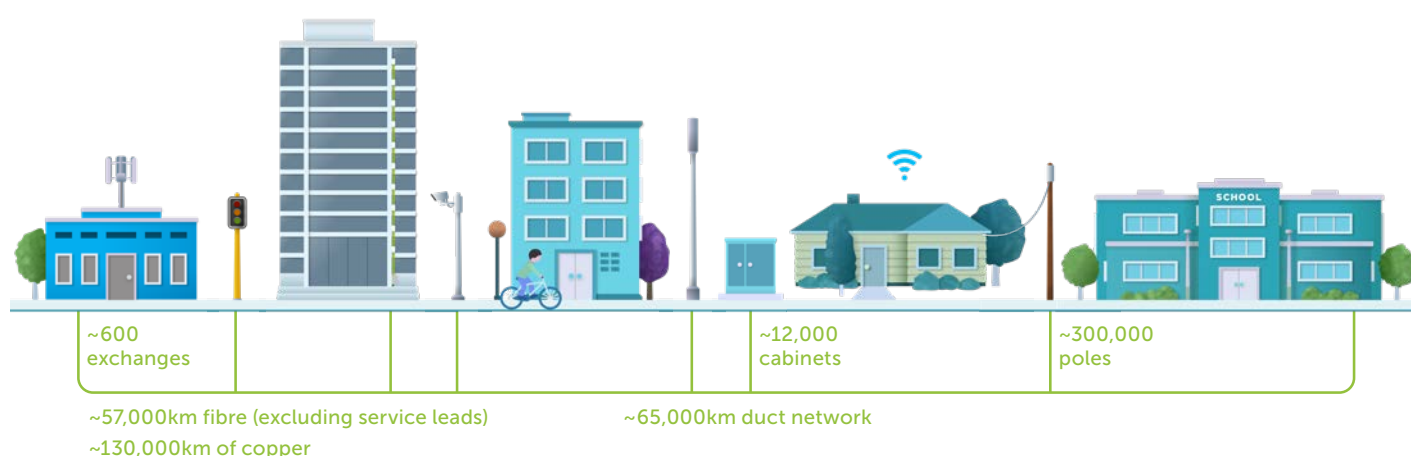 SCHOOL
~600
exchanges
~12,000
cabinets
~300,000
poles
~57,000km fibre (excluding service leads)
~65,000km duct network
~130,000km of copper